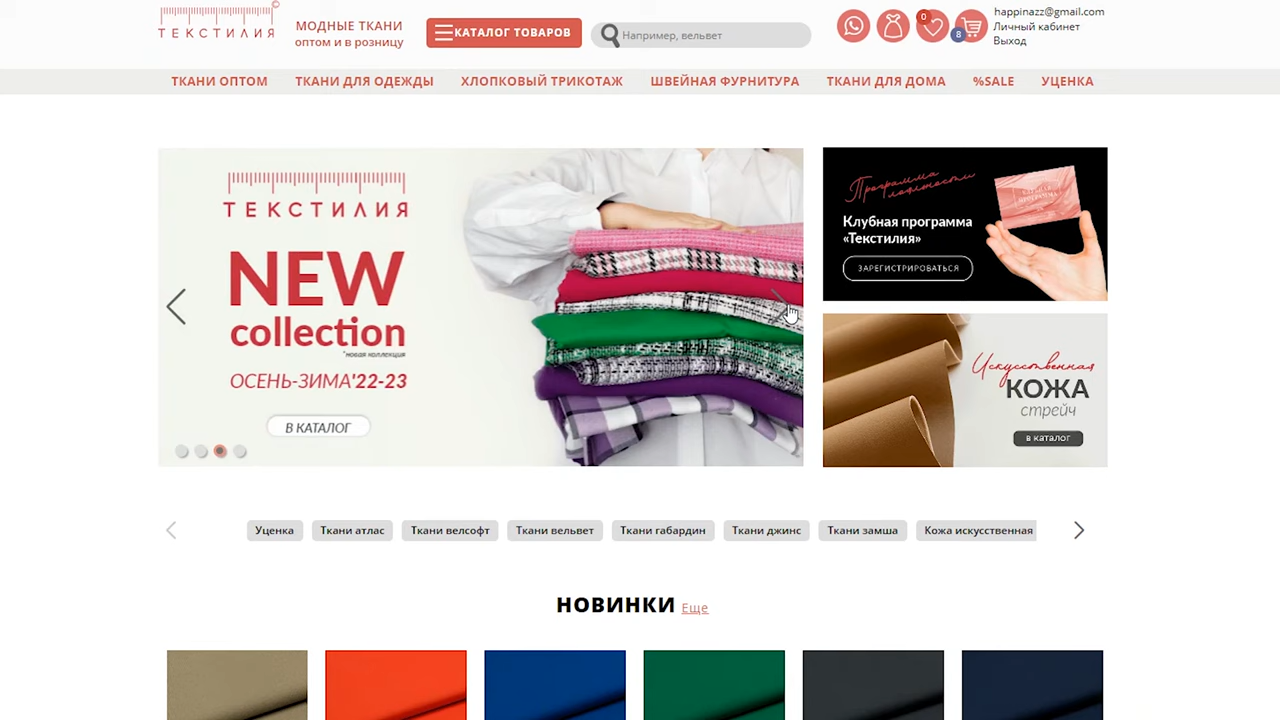 ©
ТЕКСТИЛИЯ
МОДНЫЕ ТКАНИ
оптом и в розницу
КАТАЛОГ ТОВАРОВ
Например, вельвет
0
8
happinazz@gmail.com
Личный кабинет
Выход
ТКАНИ ОПТОМ
ТКАНИ ДЛЯ ОДЕЖДЫ
ХЛОПКОВЫЙ ТРИКОТАЖ
ШВЕЙНАЯ ФУРНИТУРА
ТКАНИ ДЛЯ ДОМА
%SALE
УЦЕНКА
ТЕКСТИЛИЯ
NEW
collection
*новая коллекция
ОСЕНЬ-ЗИМА'22-23
В КАТАЛОГ
Программа
лояльности
Клубная программа
«Текстилия»
ЗАРЕГИСТРИРОВАТЬСЯ
Искусственная
КОЖА
стрейч
в каталог
Уценка
Ткани атлас
Ткани велсофт
Ткани вельвет
Ткани габардин
Ткани джинс
Ткани замша
Кожа искусственная
НОВИНКИ Еще